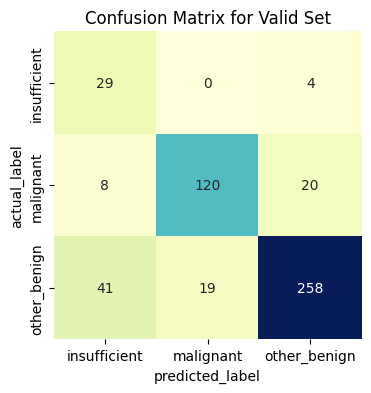 Confusion Matrix for Valid Set
actual_label
insufficient
29 0 4
malignant
8 120 20
other_benign
41 19 258
insufficient malignant other_benign
predicted_label